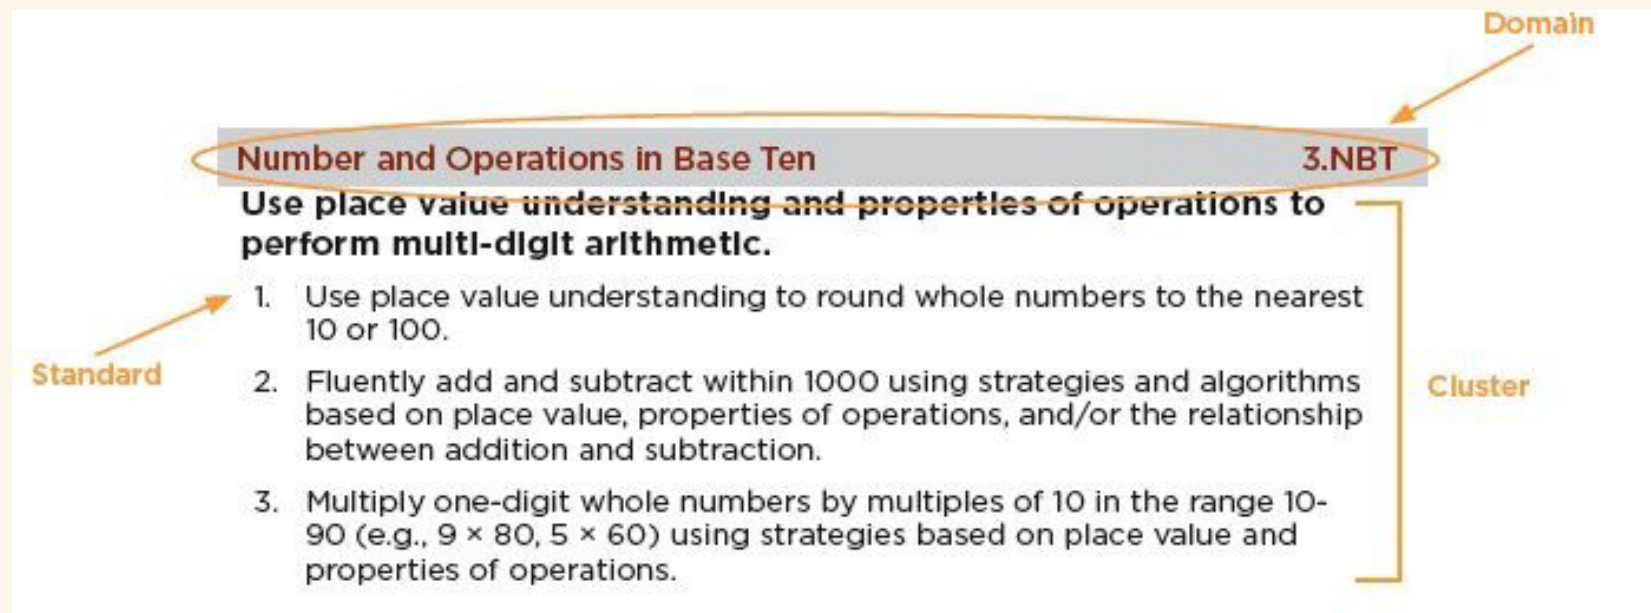 Domain
Number and Operations in Base Ten 3.NBT
Use place value understanding and properties of operations to
perform multi-digit arithmetic.
1. Use place value understanding to round whole numbers to the nearest
10 or 100.
Standard
2. Fluently add and subtract within 1000 using strategies and algorithms
based on place value, properties of operations, and/or the relationship
between addition and subtraction.
Cluster
3. Multiply one-digit whole numbers by multiples of 10 in the range 10-
90 (e.g., 9 × 80, 5 × 60) using strategies based on place value and
properties of operations.